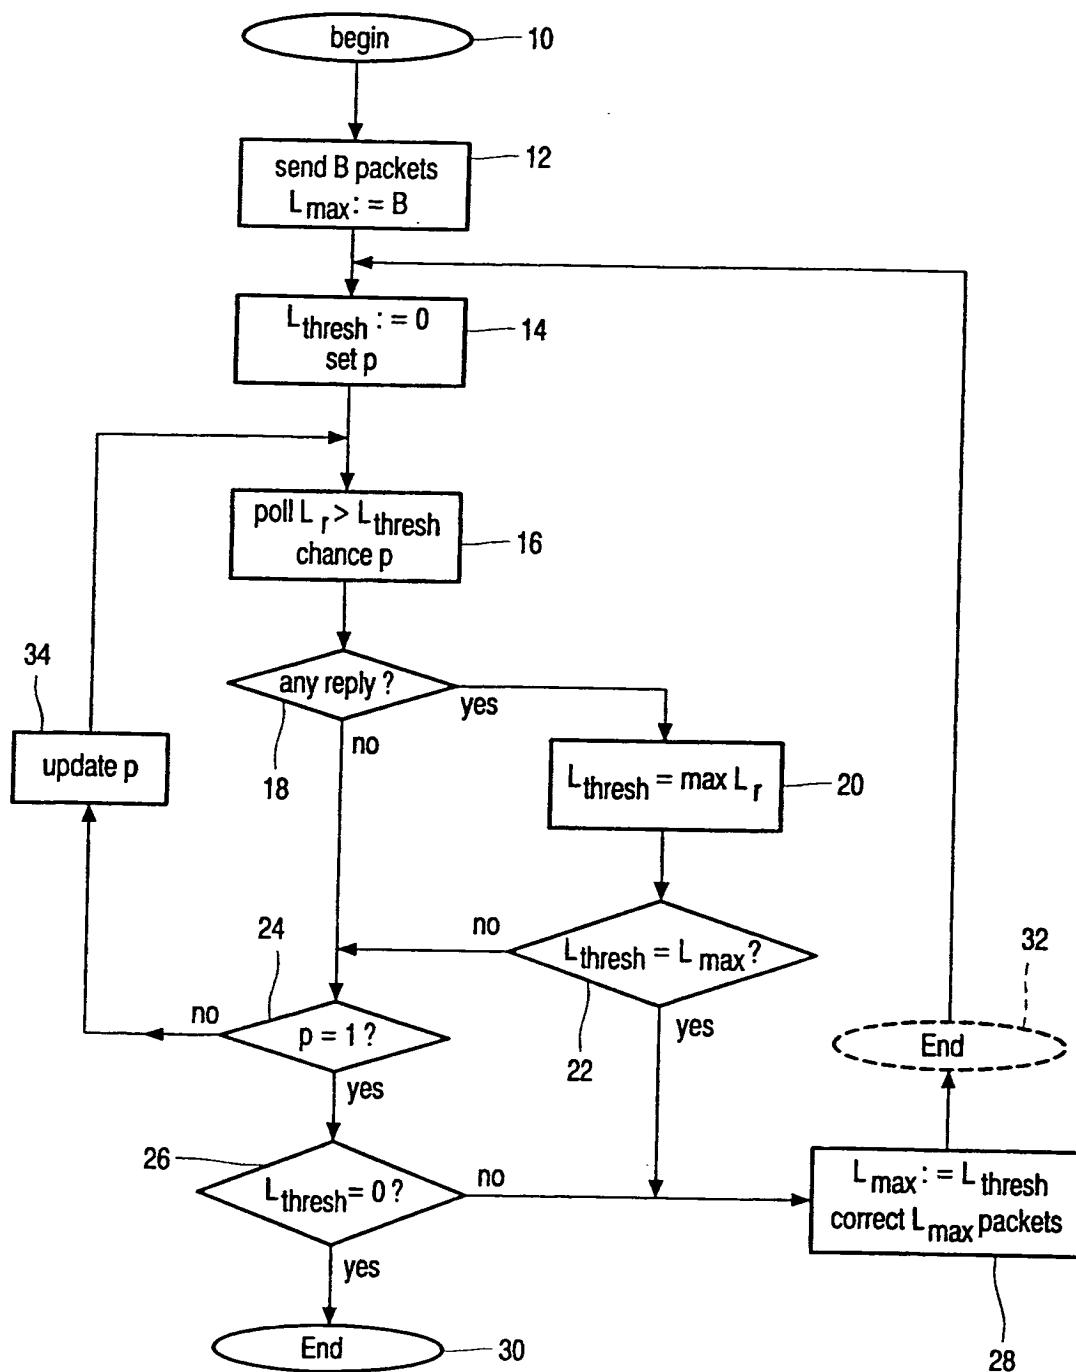 begin
10
send B packets
L max : = B
12
L thresh : = 0
set p
14
poll L r > L thresh
chance p
16
34
update p
any reply ?
yes
no
18
L thresh = max L r
20
24
no
L thresh = L max ?
22
yes
32
End
no
p = 1 ?
yes
26
L thresh = 0 ?
no
yes
L max : = L thresh
correct L max packets
28
End
30